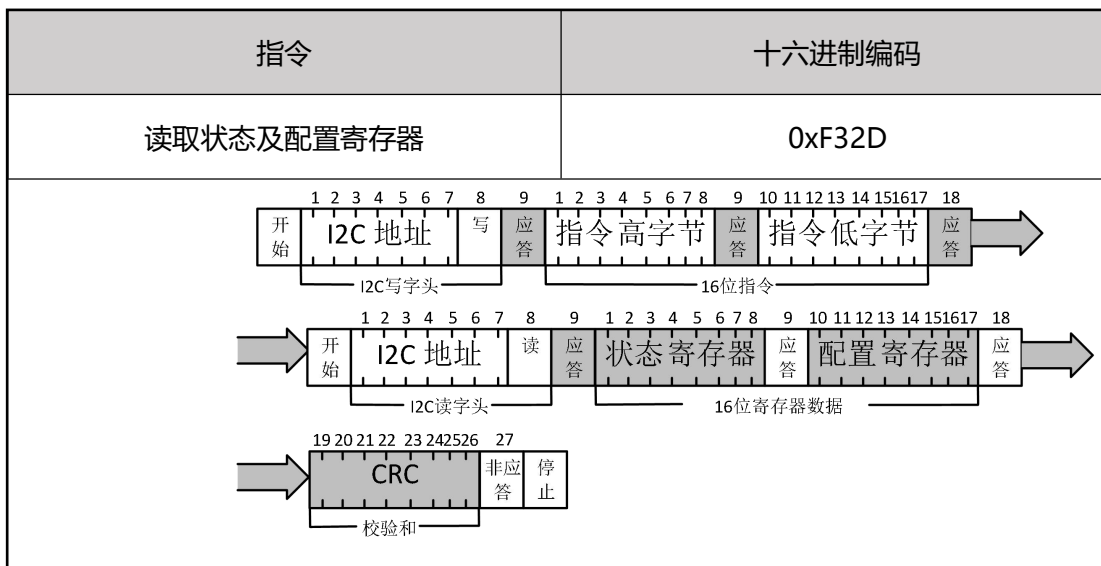 指令 十六进制编码
读取状态及配置寄存器 0xF32D
1 2 3 4 5 6 7 8 9 1 2 3 4 5 6 7 8 9 10 11 12 13 14 15 16 17 18
开始 I2C 地址 写 应答 指令高字节 应答 指令低字节 应答
I2C写字头 16位指令
1 2 3 4 5 6 7 8 9 1 2 3 4 5 6 7 8 9 10 11 12 13 14 15 16 17 18
开始 I2C 地址 读 应答 状态寄存器 应答 配置寄存器 应答
I2C读字头 16位寄存器数据
19 20 21 22 23 24 25 26 27
CRC 非应答 停止
校验和